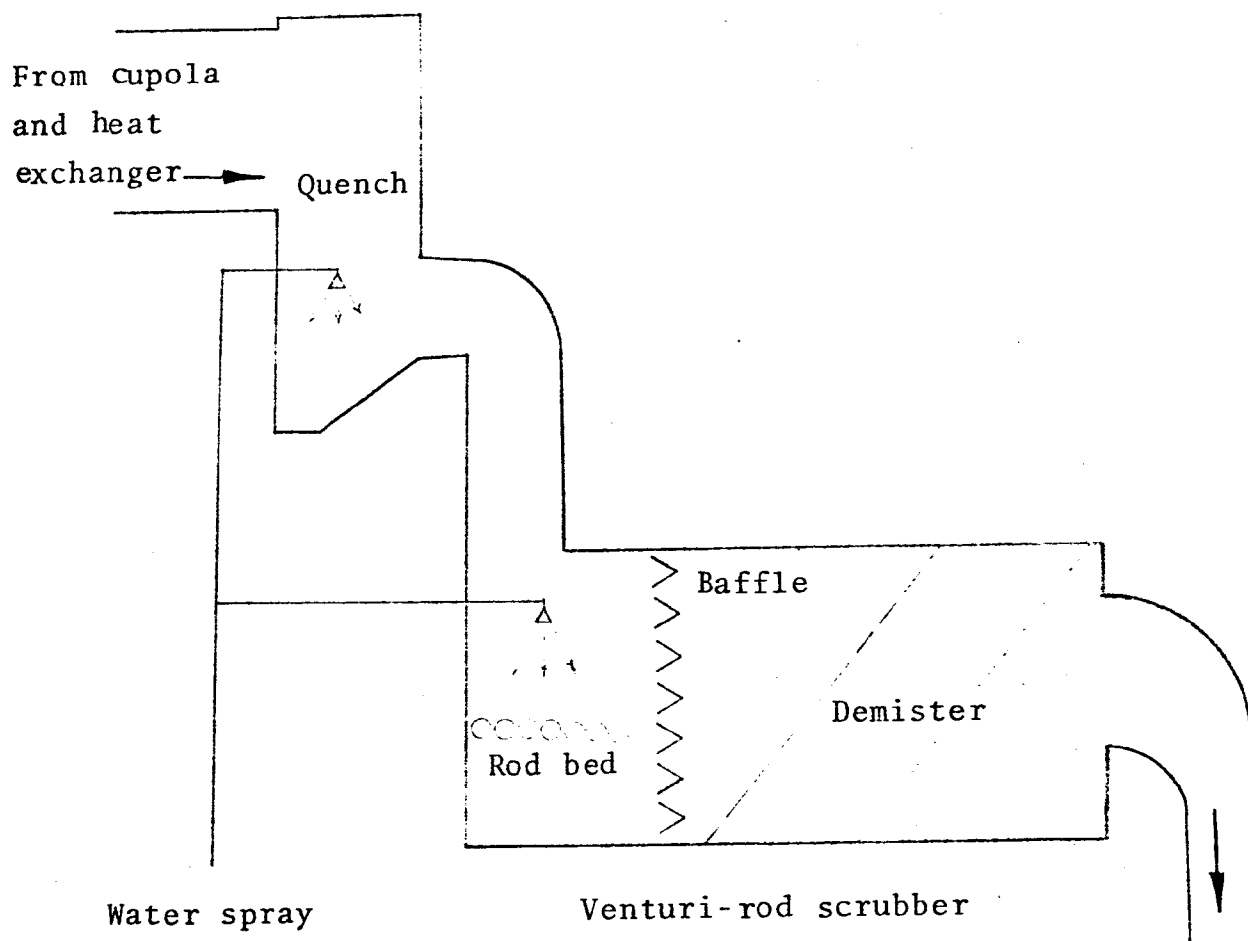 From cupola
and heat
exchanger
Quench
Baffle
Demister
Rod bed
Water spray
Venturi-rod scrubber